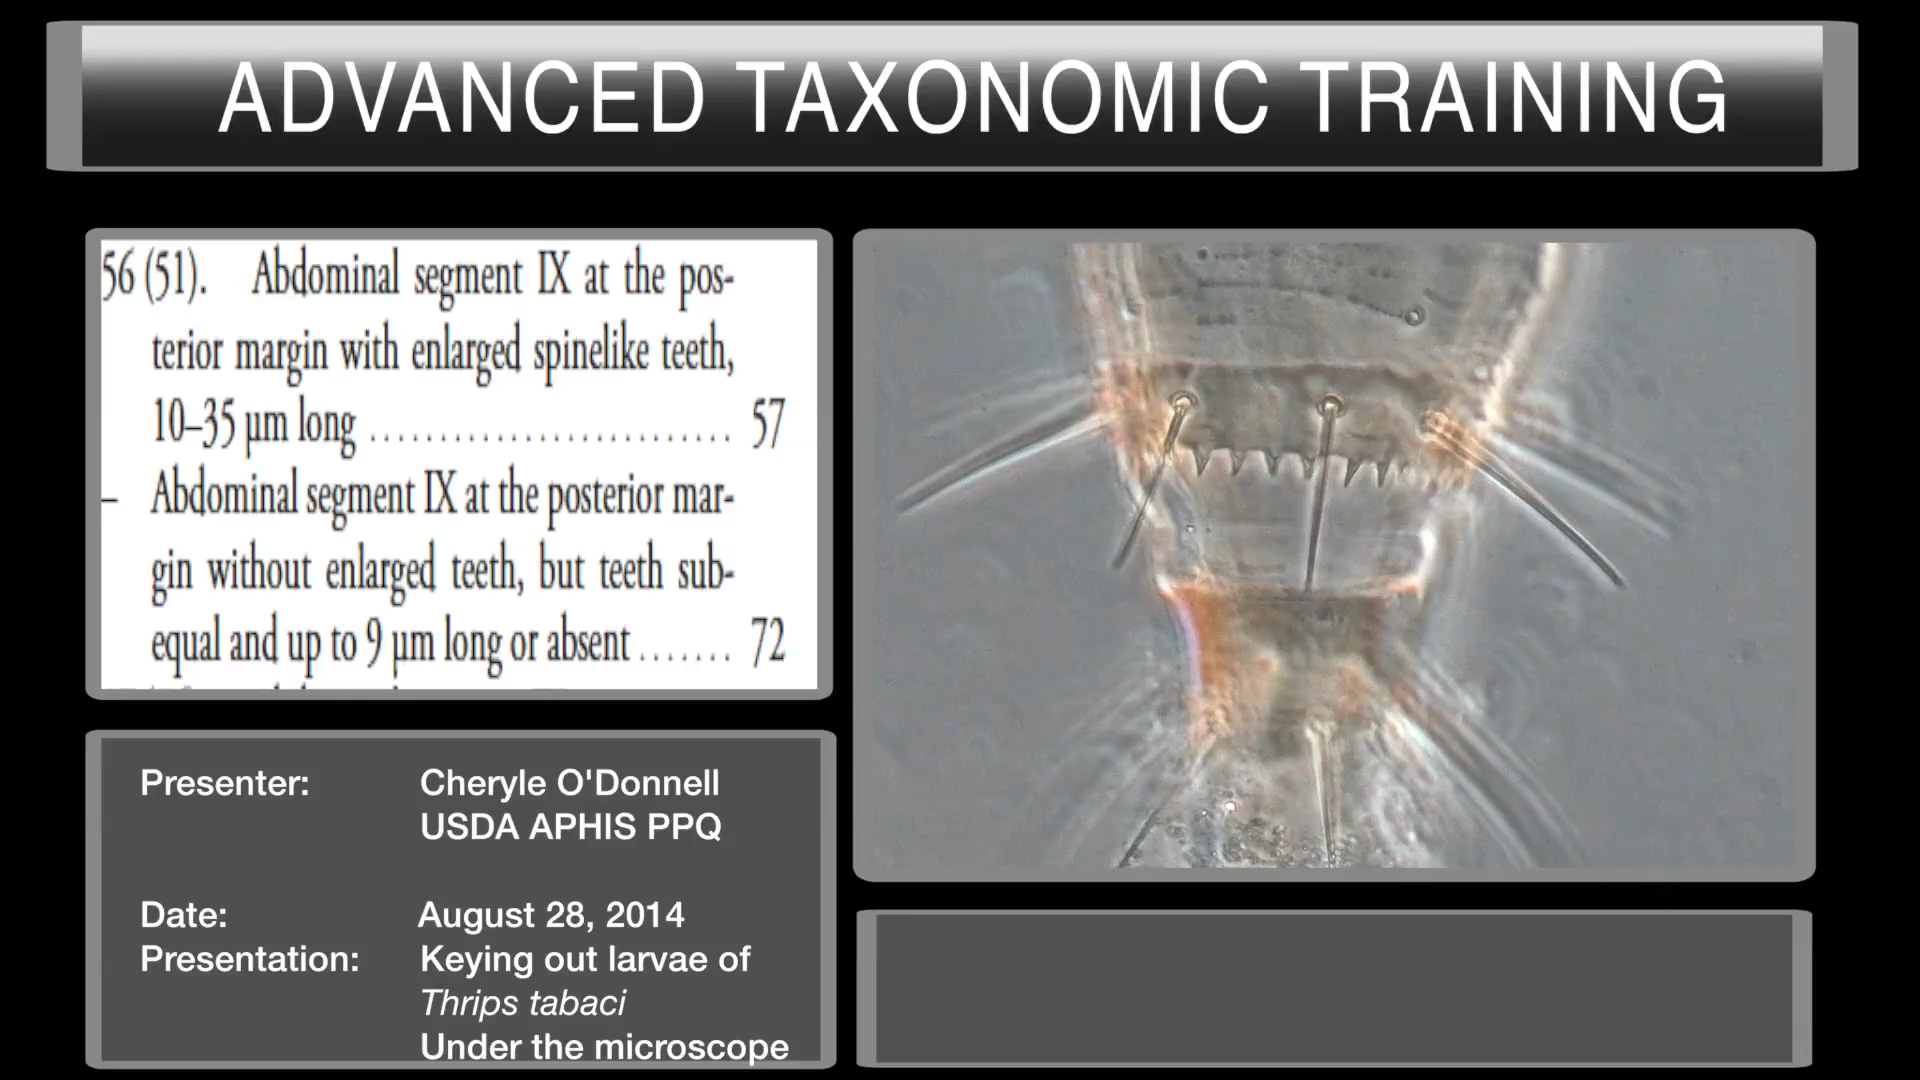 ADVANCED TAXONOMIC TRAINING
56 (51). Abdominal segment IX at the pos-
terior margin with enlarged spinelike teeth,
10–35 µm long .......................... 57
– Abdominal segment IX at the posterior mar-
gin without enlarged teeth, but teeth sub-
equal and up to 9 µm long or absent ....... 72
Presenter: Cheryle O'Donnell
USDA APHIS PPQ
Date: August 28, 2014
Presentation: Keying out larvae of
Thrips tabaci
Under the microscope